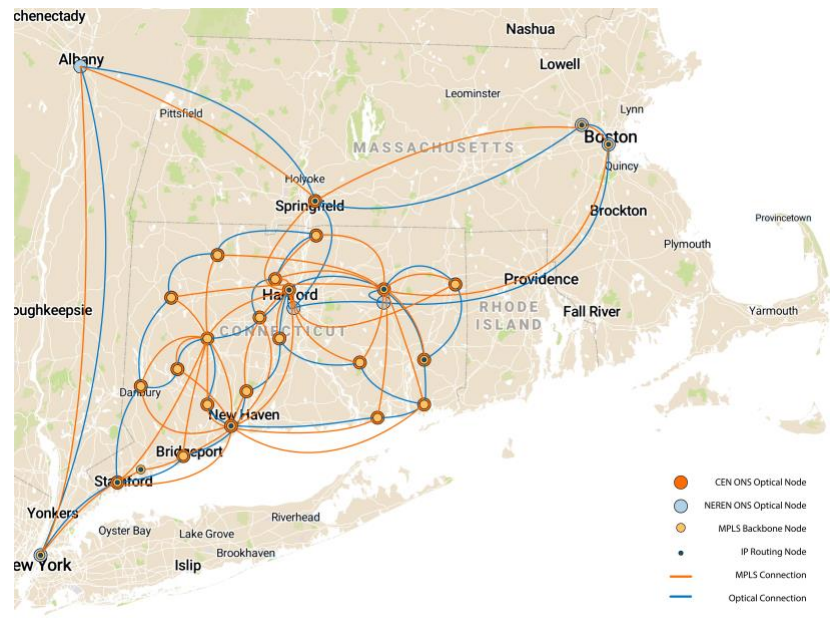 chenectady
Nashua
Albany
Lowell
Leominster
Lynn
Pittsfield
Boston
MASSACHUSETTS
Quincy
Holyoke
Springfield
Brockton
Provincetown
Plymouth
Providence
Hartford
oughkeepsie
RHODE
ISLAND
Fall River
Yarmouth
CONNECTICUT
Danbury
New Haven
Bridgeport
Stamford
Yonkers
Riverhead
Oyster Bay
Lake Grove
Brookhaven
ew York
Islip
CEN ONS Optical Node
NEREN ONS Optical Node
MPLS Backbone Node
IP Routing Node
MPLS Connection
Optical Connection